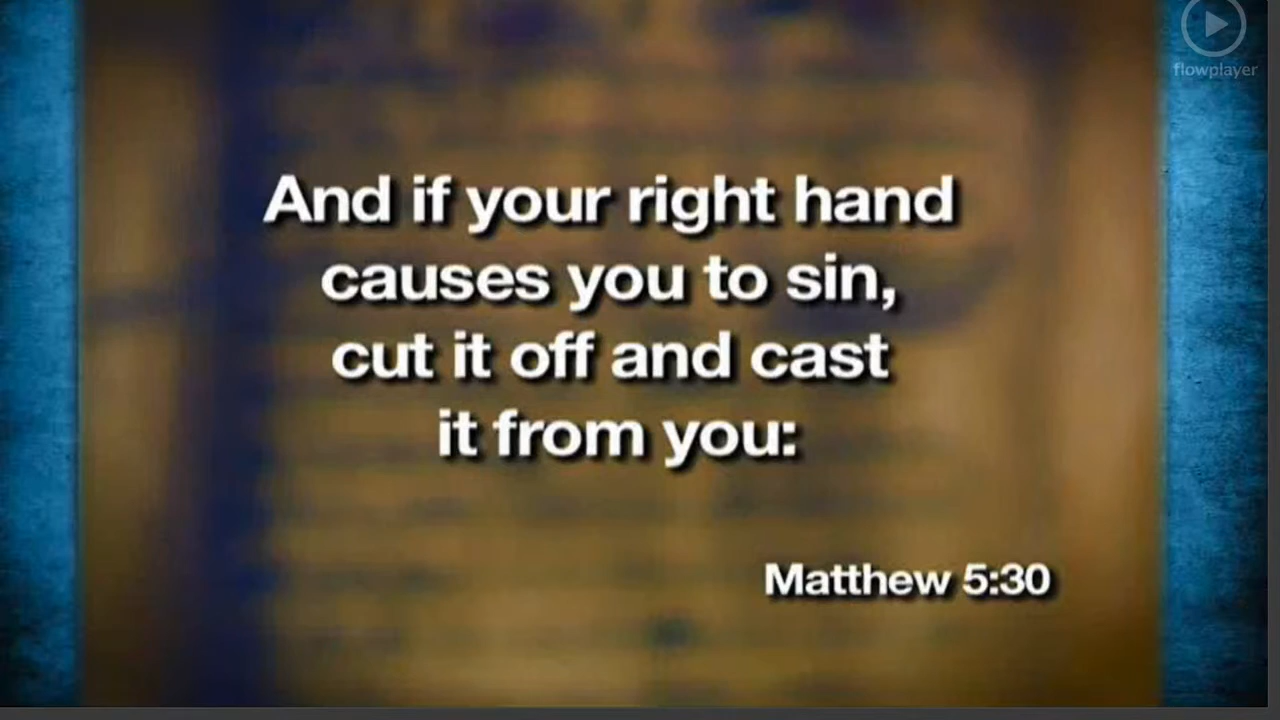 flowplayer
And if your right hand
causes you to sin,
cut it off and cast
it from you:
Matthew 5:30